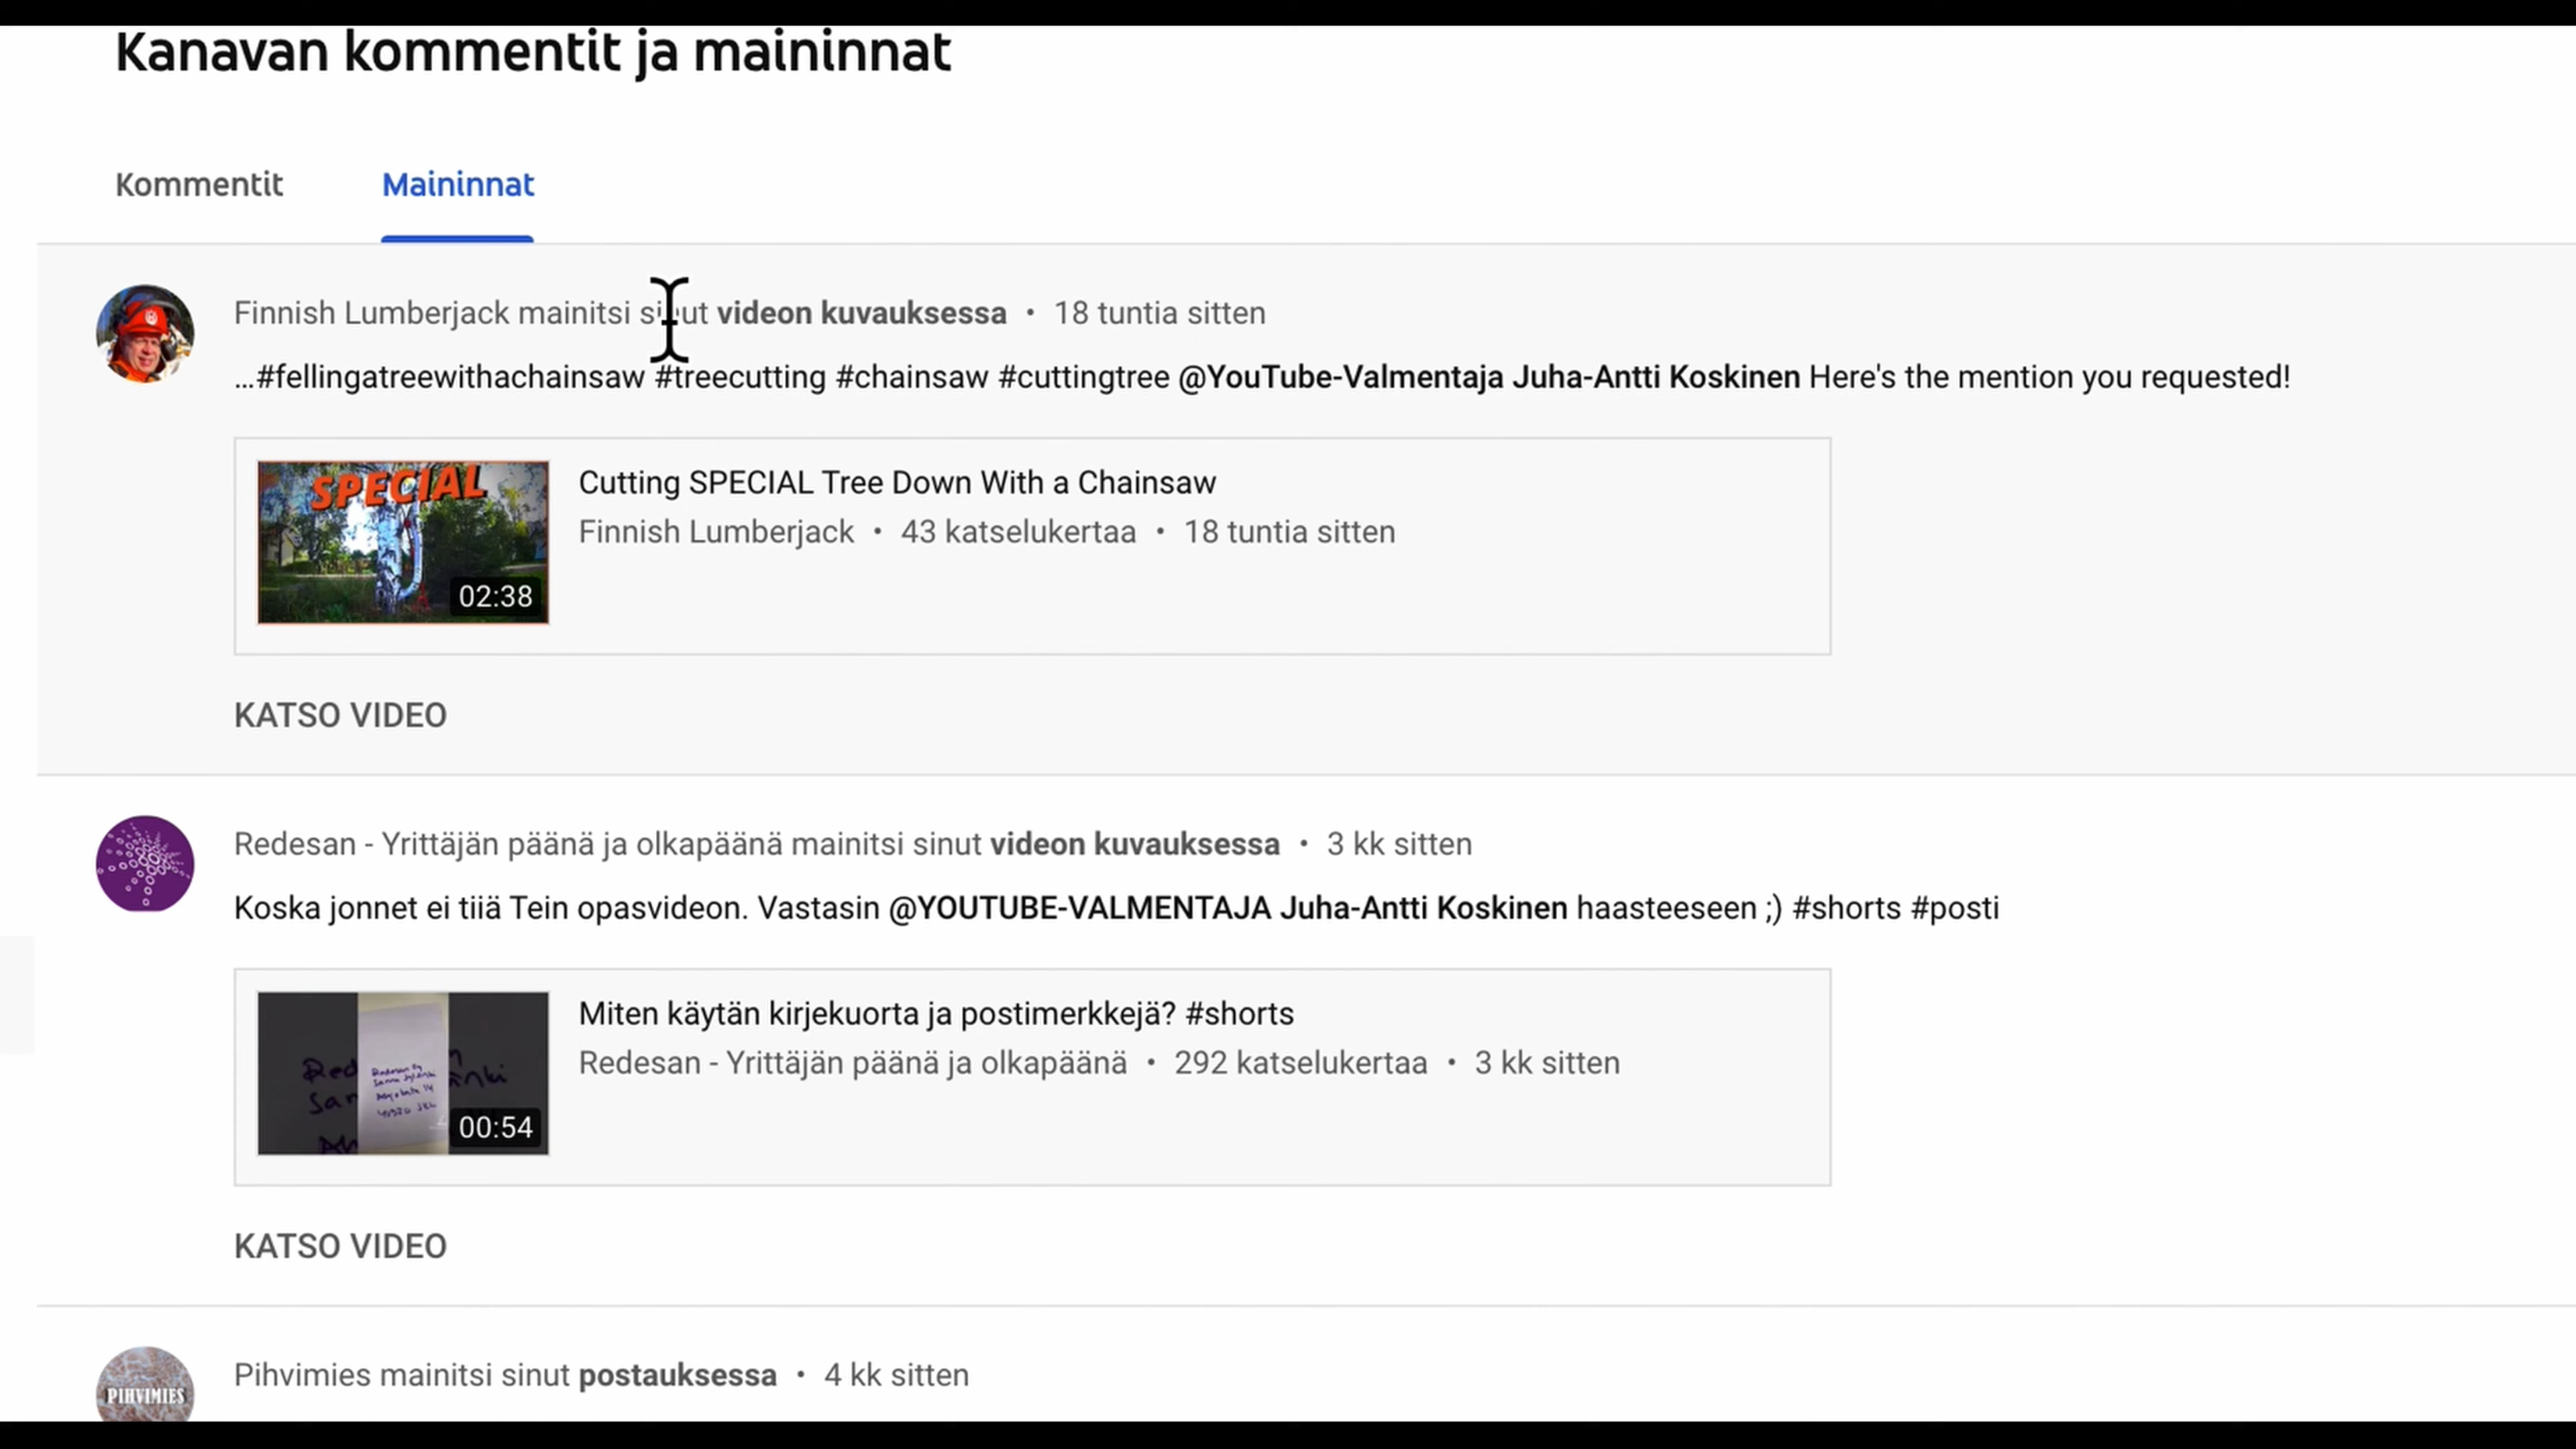 Kanavan kommentit ja maininnat
Kommentit Maininnat
Finnish Lumberjack mainitsi sinut videon kuvauksessa • 18 tuntia sitten
...#fellingatreewithachainsaw #treecutting #chainsaw #cuttingtree @YouTube-Valmentaja Juha-Antti Koskinen Here's the mention you requested!
SPECIAL
02:38
Cutting SPECIAL Tree Down With a Chainsaw
Finnish Lumberjack • 43 katselukertaa • 18 tuntia sitten
KATSO VIDEO
Redesan - Yrittäjän päänä ja olkapäänä mainitsi sinut videon kuvauksessa • 3 kk sitten
Koska jonnet ei tiiä Tein opasvideon. Vastasin @YOUTUBE-VALMENTAJA Juha-Antti Koskinen haasteeseen ;) #shorts #posti
00:54
Miten käytän kirjekuorta ja postimerkkejä? #shorts
Redesan - Yrittäjän päänä ja olkapäänä • 292 katselukertaa • 3 kk sitten
KATSO VIDEO
PIHVIMIES
Pihvimies mainitsi sinut postauksessa • 4 kk sitten